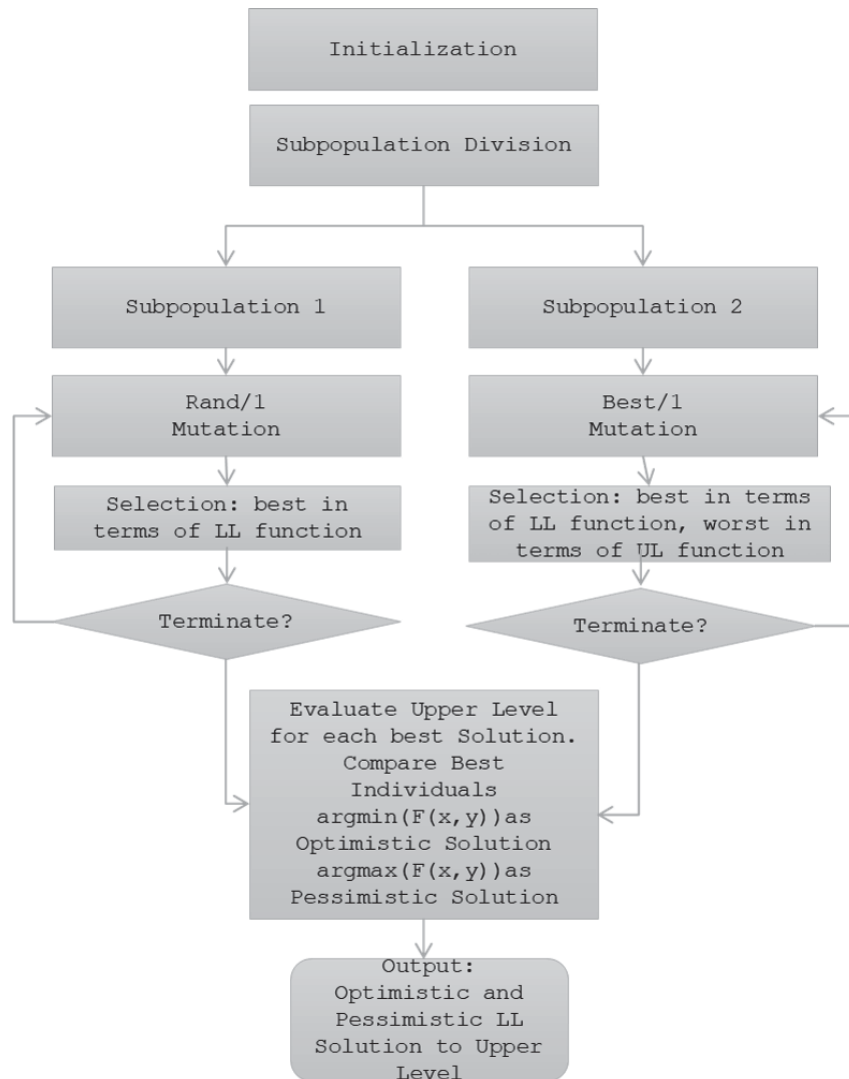 Initialization
Subpopulation Division
Subpopulation 1
Subpopulation 2
Rand/1
Mutation
Best/1
Mutation
Selection: best in
terms of LL function
Selection: best in terms
of LL function, worst in
terms of UL function
Terminate?
Terminate?
Evaluate Upper Level
for each best Solution.
Compare Best
Individuals
argmin(F(x,y))as
Optimistic Solution
argmax(F(x,y))as
Pessimistic Solution
Output:
Optimistic and
Pessimistic LL
Solution to Upper
Level